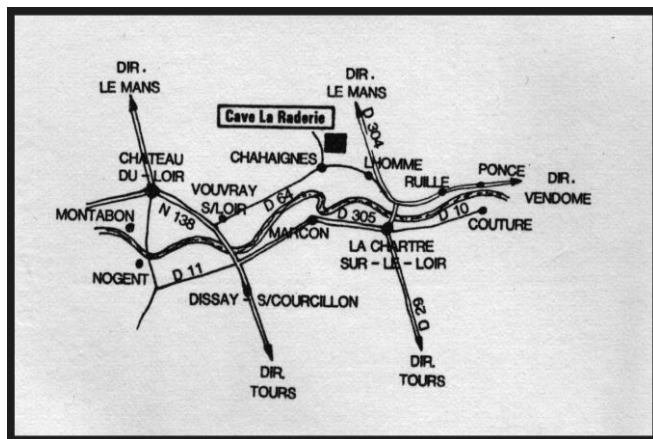 DIR.
LE MANS
DIR.
LE MANS
Cave La Raderie
D 304
CHATEAU
DU - LOIR
CHAHAIGNES
LHOMME
RUILLE
PONCE
DIR.
VENDOME
VOUVRAY
S/LOIR
D 64
N 138
MONTABON
MARCON
D 305
D 10
COUTURE
LA CHARTRE
SUR - LE - LOIR
NOGENT
D 11
DISSAY - S/COURCILLON
D 29
DIR.
TOURS
DIR.
TOURS